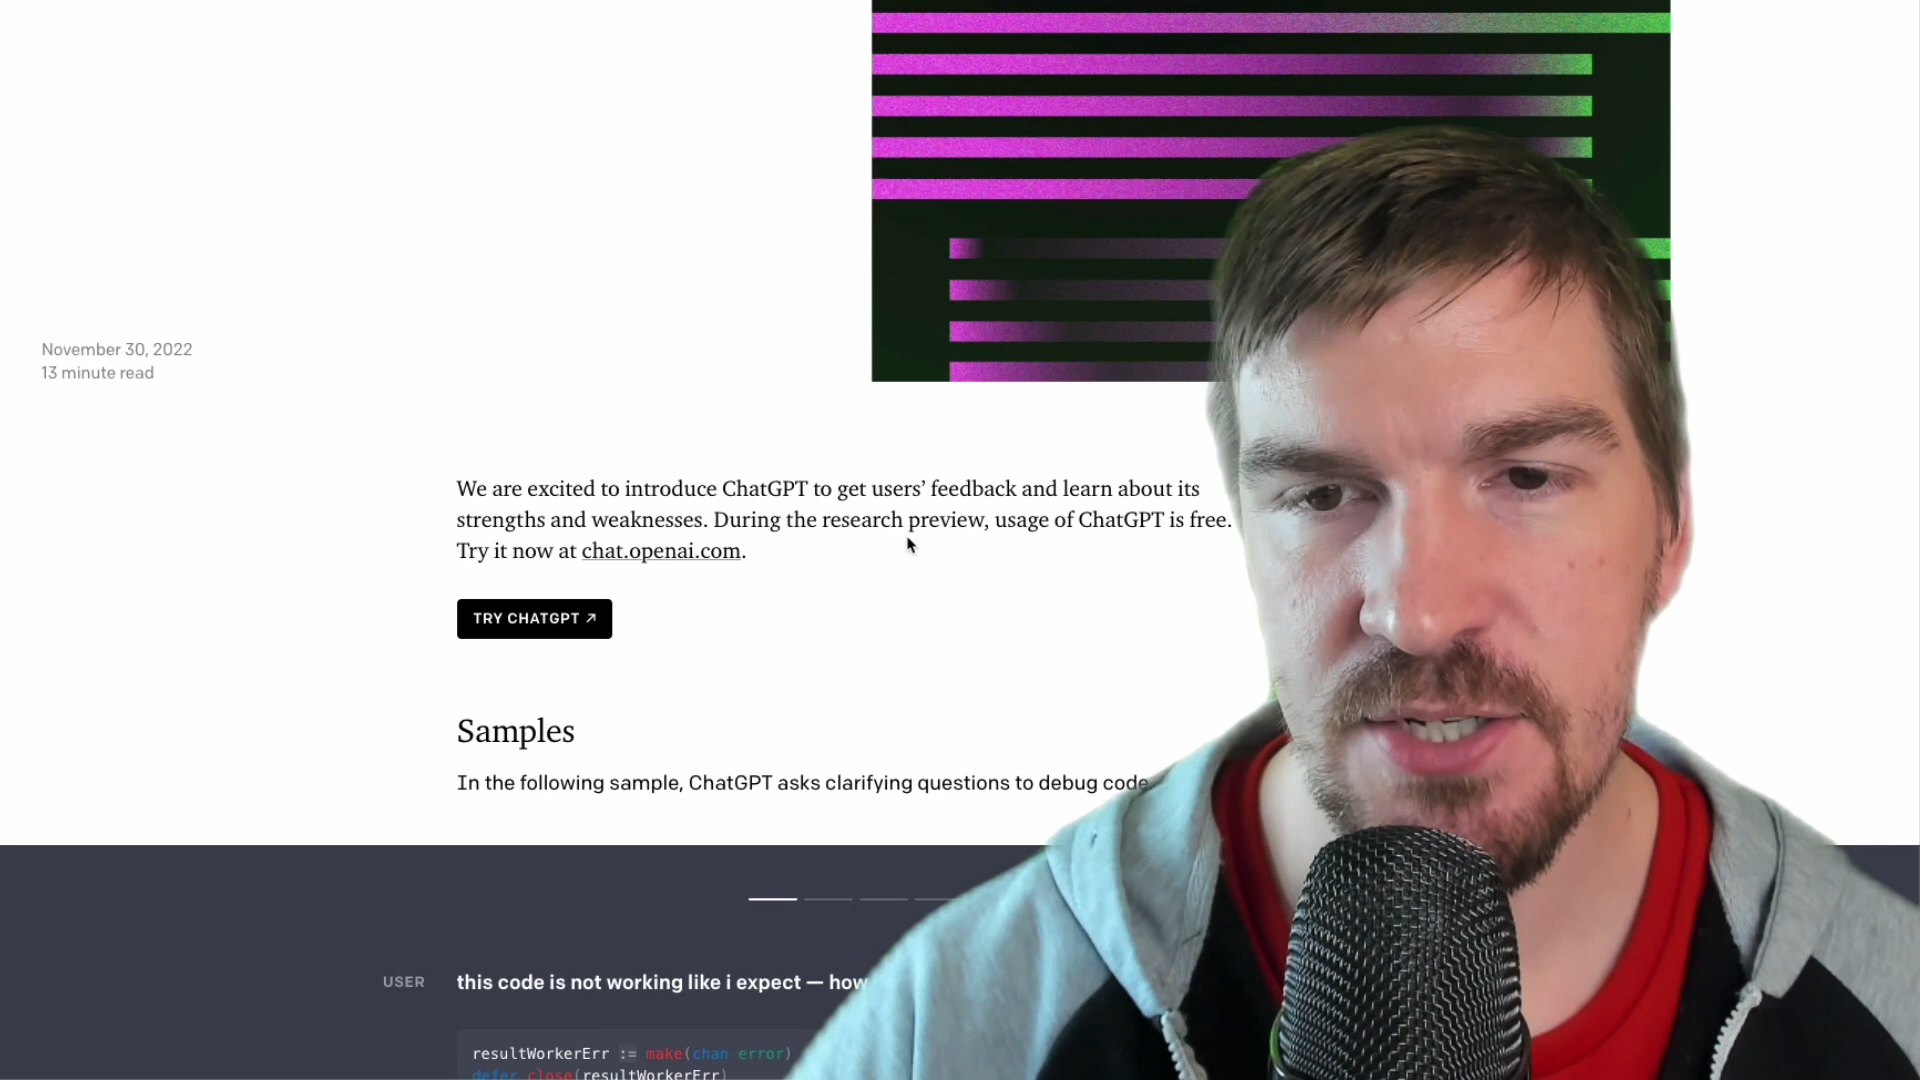 November 30, 2022
13 minute read
We are excited to introduce ChatGPT to get users’ feedback and learn about its
strengths and weaknesses. During the research preview, usage of ChatGPT is free.
Try it now at chat.openai.com.
TRY CHATGPT ↗
Samples
In the following sample, ChatGPT asks clarifying questions to debug code
USER
this code is not working like i expect — how
resultWorkerErr := make(chan error)
defer close(resultWorkerErr)